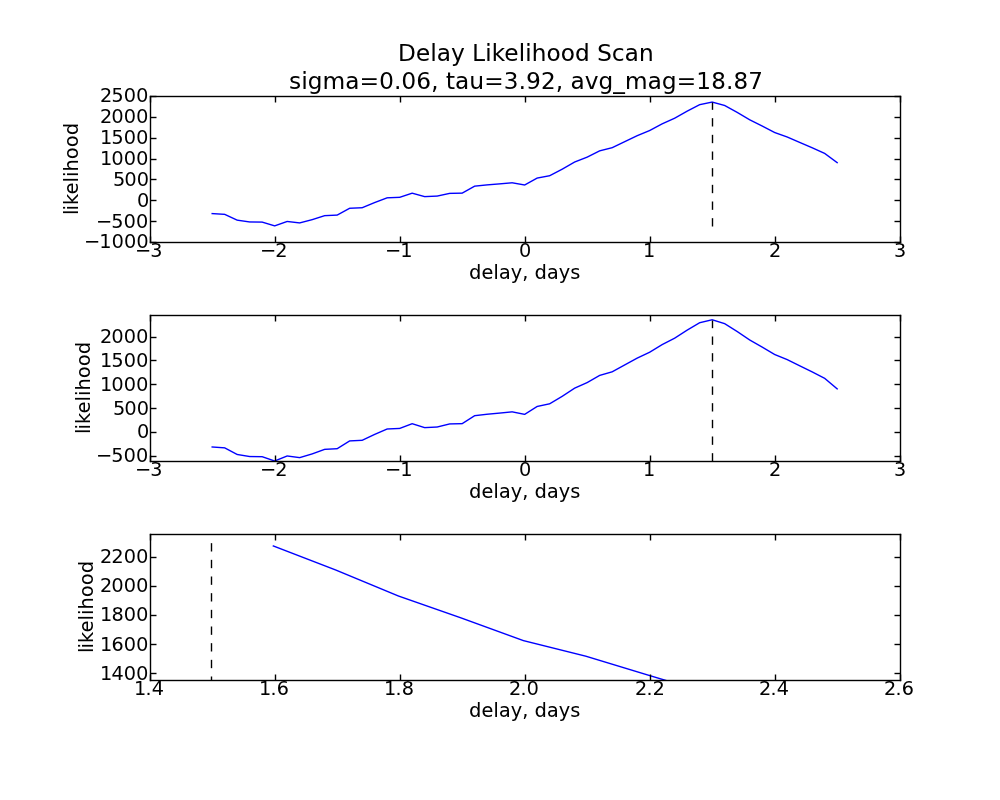 Delay Likelihood Scan
sigma=0.06, tau=3.92, avg_mag=18.87
2500
2000
1500
1000
500
0
−500
−1000
likelihood
−3 −2 −1 0 1 2 3
delay, days
2000
1500
1000
500
0
−500
likelihood
−3 −2 −1 0 1 2 3
delay, days
2200
2000
1800
1600
1400
likelihood
1.4 1.6 1.8 2.0 2.2 2.4 2.6
delay, days